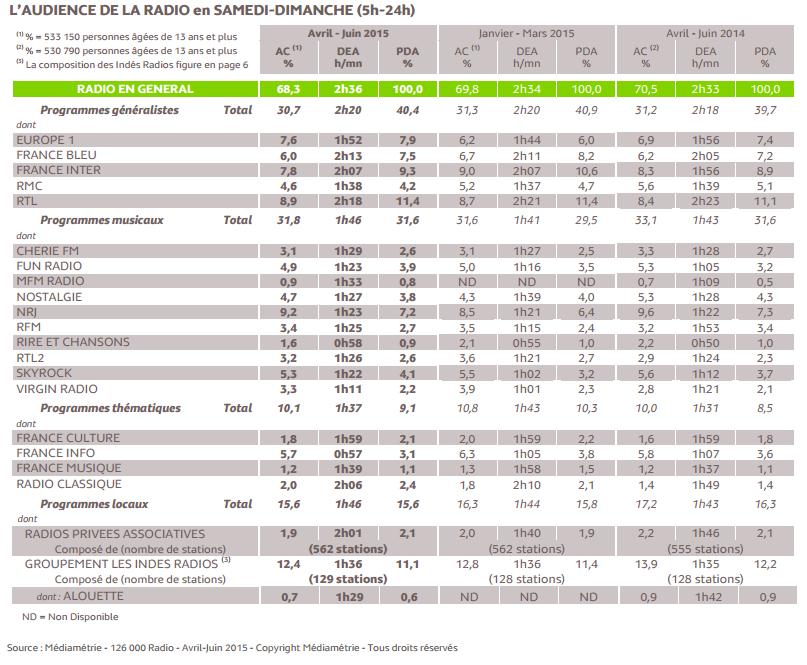 L'AUDIENCE DE LA RADIO en SAMEDI-DIMANCHE (5h-24h)
(1) % = 533 150 personnes âgées de 13 ans et plus
(2) % = 530 790 personnes âgées de 13 ans et plus
(3) La composition des Indés Radios figure en page 6
Avril - Juin 2015 Janvier - Mars 2015 Avril - Juin 2014
AC (1) DEA PDA AC (1) DEA PDA AC (2) DEA PDA
% h/mn % % h/mn % % h/mn %
RADIO EN GENERAL 68,3 2h36 100,0 69,8 2h34 100,0 70,5 2h33 100,0
Programmes généralistes Total 30,7 2h20 40,4 31,3 2h20 40,9 31,2 2h18 39,7
dont
EUROPE 1 7,6 1h52 7,9 6,2 1h44 6,0 6,9 1h56 7,4
FRANCE BLEU 6,0 2h13 7,5 6,7 2h11 8,2 6,2 2h05 7,2
FRANCE INTER 7,8 2h07 9,3 9,0 2h07 10,6 8,3 1h56 8,9
RMC 4,6 1h38 4,2 5,2 1h37 4,7 5,6 1h39 5,1
RTL 8,9 2h18 11,4 8,7 2h21 11,4 8,4 2h23 11,1
Programmes musicaux Total 31,8 1h46 31,6 31,6 1h41 29,5 33,1 1h43 31,6
dont
CHERIE FM 3,1 1h29 2,6 3,1 1h27 2,5 3,3 1h28 2,7
FUN RADIO 4,9 1h23 3,9 5,0 1h16 3,5 5,3 1h05 3,2
MFM RADIO 0,9 1h33 0,8 ND ND ND 0,7 1h09 0,5
NOSTALGIE 4,7 1h27 3,8 4,3 1h39 4,0 5,3 1h28 4,3
NRJ 9,2 1h23 7,2 8,5 1h21 6,4 9,6 1h22 7,3
RFM 3,4 1h25 2,7 3,5 1h15 2,4 3,2 1h53 3,4
RIRE ET CHANSONS 1,6 0h58 0,9 2,1 0h55 1,0 2,2 0h50 1,0
RTL2 3,2 1h26 2,6 3,6 1h21 2,7 2,9 1h24 2,3
SKYROCK 5,3 1h22 4,1 5,5 1h02 3,2 5,6 1h12 3,7
VIRGIN RADIO 3,3 1h11 2,2 3,9 1h01 2,3 2,8 1h21 2,1
Programmes thématiques Total 10,1 1h37 9,1 10,8 1h43 10,3 10,0 1h31 8,5
dont
FRANCE CULTURE 1,8 1h59 2,1 2,0 1h59 2,2 1,6 1h59 1,8
FRANCE INFO 5,7 0h57 3,1 6,3 1h05 3,8 5,8 1h07 3,6
FRANCE MUSIQUE 1,2 1h39 1,1 1,3 1h58 1,5 1,2 1h37 1,1
RADIO CLASSIQUE 2,0 2h06 2,4 1,8 2h10 2,1 1,4 1h49 1,4
Programmes locaux Total 15,6 1h46 15,6 16,3 1h44 15,8 17,2 1h43 16,3
dont
RADIOS PRIVEES ASSOCIATIVES 1,9 2h01 2,1 2,0 1h40 1,9 2,2 1h46 2,1
Composé de (nombre de stations) (562 stations) (562 stations) (555 stations)
GROUPEMENT LES INDES RADIOS (3) 12,4 1h36 11,1 12,8 1h36 11,4 13,9 1h35 12,2
Composé de (nombre de stations) (129 stations) (128 stations) (128 stations)
dont : ALOUETTE 0,7 1h29 0,6 ND ND ND 0,9 1h42 0,9
ND = Non Disponible
Source : Médiamétrie - 126 000 Radio - Avril-Juin 2015 - Copyright Médiamétrie - Tous droits réservés